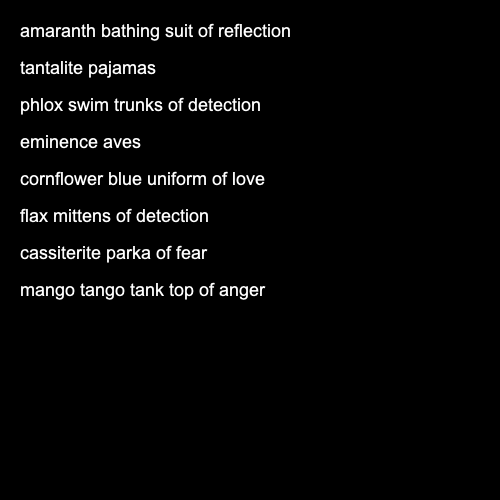 amaranth bathing suit of reflection
tantalite pajamas
phlox swim trunks of detection
eminence aves
cornflower blue uniform of love
flax mittens of detection
cassiterite parka of fear
mango tango tank top of anger